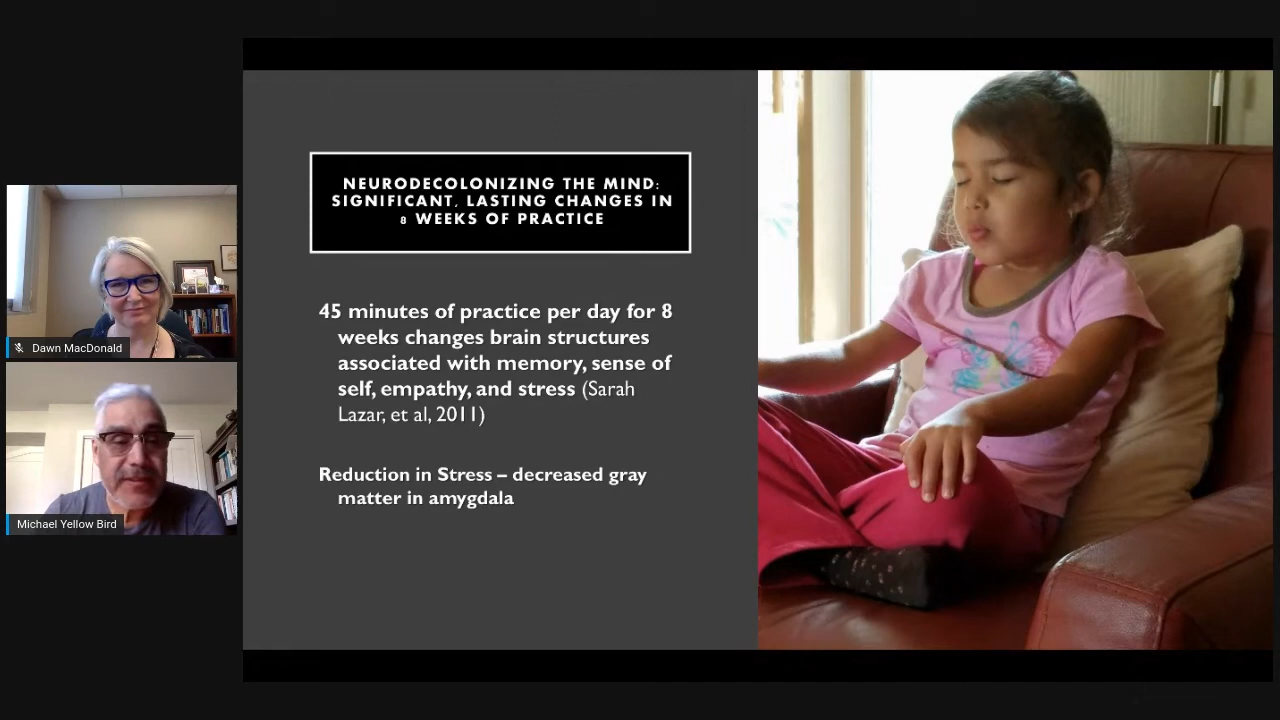 NEURODECOLONIZING THE MIND:
SIGNIFICANT, LASTING CHANGES IN
8 WEEKS OF PRACTICE
45 minutes of practice per day for 8
weeks changes brain structures
associated with memory, sense of
self, empathy, and stress (Sarah
Lazar, et al, 2011)
Reduction in Stress – decreased gray
matter in amygdala
Dawn MacDonald
Michael Yellow Bird